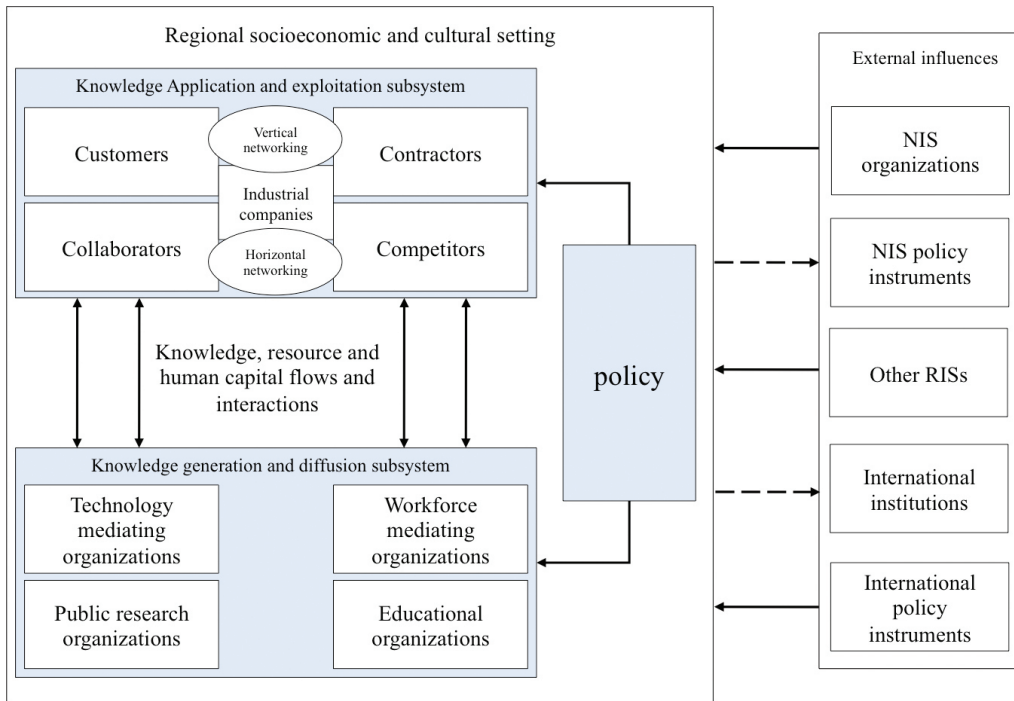 Regional socioeconomic and cultural setting
Knowledge Application and exploitation subsystem
Customers
Vertical
networking
Contractors
Industrial
companies
Collaborators
Horizontal
networking
Competitors
Knowledge, resource and
human capital flows and
interactions
policy
Knowledge generation and diffusion subsystem
Technology
mediating
organizations
Workforce
mediating
organizations
Public research
organizations
Educational
organizations
External influences
NIS
organizations
NIS policy
instruments
Other RISs
International
institutions
International
policy
instruments